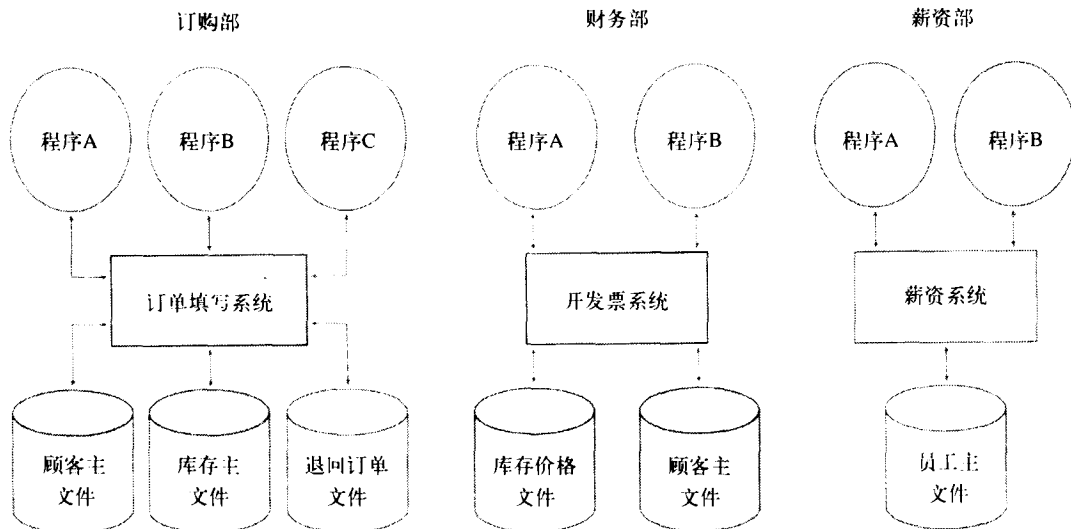 订购部
财务部
薪资部
程序A
程序B
程序C
程序A
程序B
程序A
程序B
订单填写系统
开发票系统
薪资系统
顾客主
文件
库存主
文件
退回订单
文件
库存价格
文件
顾客主
文件
员工主
文件